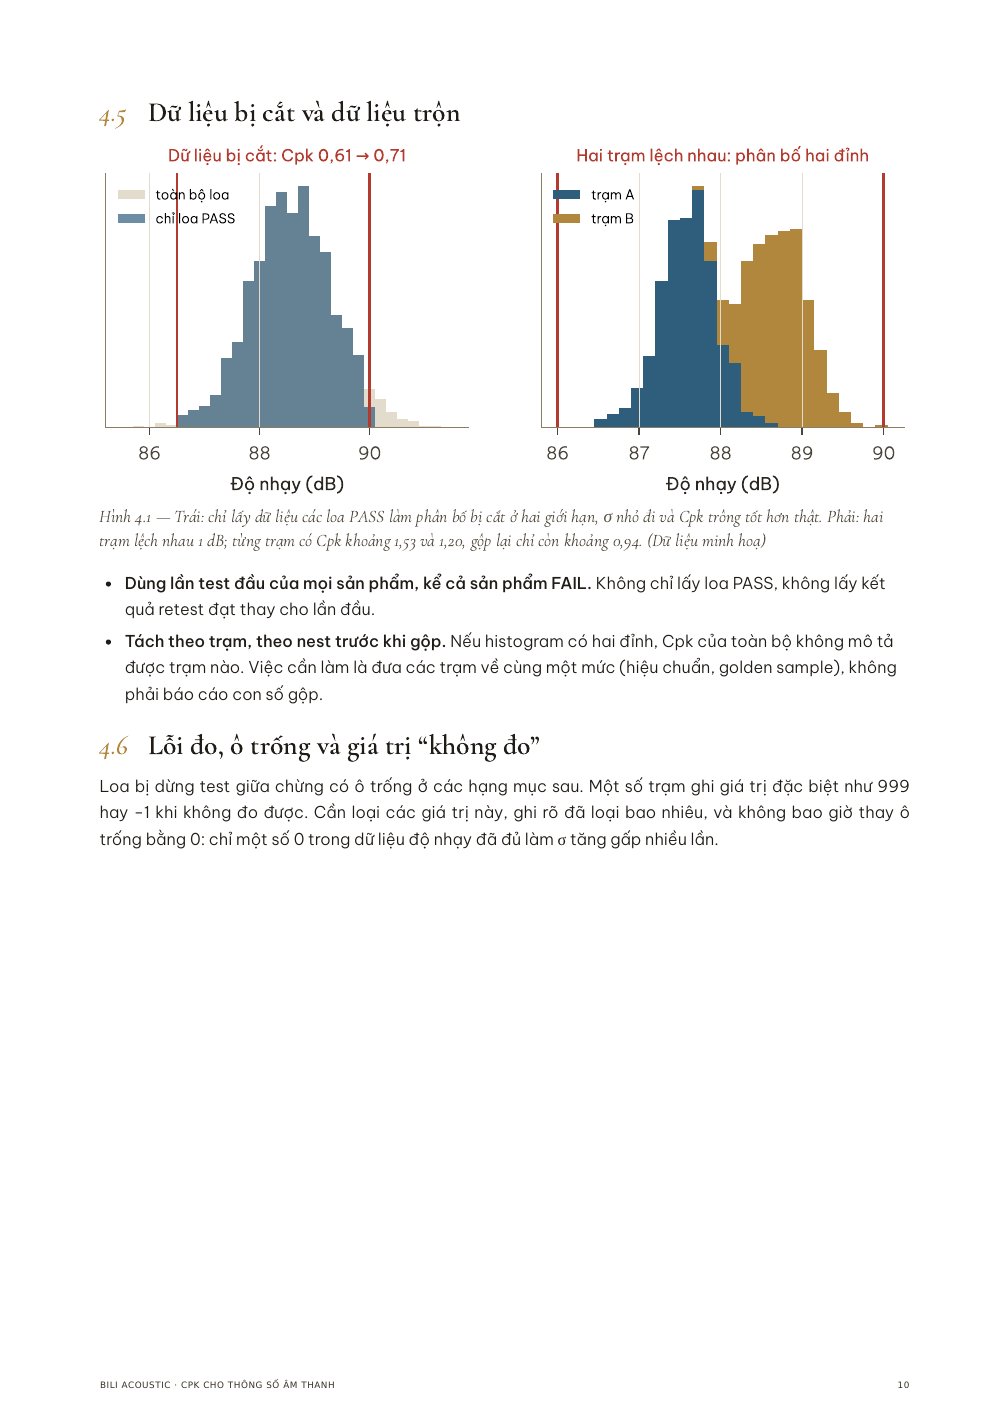 4.5 Dữ liệu bị cắt và dữ liệu trộn
Dữ liệu bị cắt: Cpk 0,61 → 0,71
toàn bộ loa
chỉ loa PASS
86 88 90
Độ nhạy (dB)
Hai trạm lệch nhau: phân bố hai đỉnh
trạm A
trạm B
86 87 88 89 90
Độ nhạy (dB)
Hình 4.1 — Trái: chỉ lấy dữ liệu các loa PASS làm phân bố bị cắt ở hai giới hạn, σ nhỏ đi và Cpk trông tốt hơn thật. Phải: hai
trạm lệch nhau 1 dB; từng trạm có Cpk khoảng 1,53 và 1,20, gộp lại chỉ còn khoảng 0,94. (Dữ liệu minh hoạ)
• Dùng lần test đầu của mọi sản phẩm, kể cả sản phẩm FAIL. Không chỉ lấy loa PASS, không lấy kết
quả retest đạt thay cho lần đầu.
• Tách theo trạm, theo nest trước khi gộp. Nếu histogram có hai đỉnh, Cpk của toàn bộ không mô tả
được trạm nào. Việc cần làm là đưa các trạm về cùng một mức (hiệu chuẩn, golden sample), không
phải báo cáo con số gộp.
4.6 Lỗi đo, ô trống và giá trị “không đo”
Loa bị dừng test giữa chừng có ô trống ở các hạng mục sau. Một số trạm ghi giá trị đặc biệt như 999
hay −1 khi không đo được. Cần loại các giá trị này, ghi rõ đã loại bao nhiêu, và không bao giờ thay ô
trống bằng 0: chỉ một số 0 trong dữ liệu độ nhạy đã đủ làm σ tăng gấp nhiều lần.
BILI ACOUSTIC · CPK CHO THÔNG SỐ ÂM THANH
10